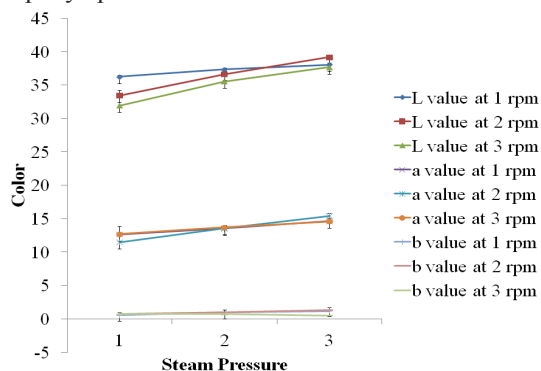 45
40
35
30
25
20
15
10
5
0
-5
Color
1 2 3
Steam Pressure
L value at 1 rpm
L value at 2 rpm
L value at 3 rpm
a value at 1 rpm
a value at 2 rpm
a value at 3 rpm
b value at 1 rpm
b value at 2 rpm
b value at 3 rpm